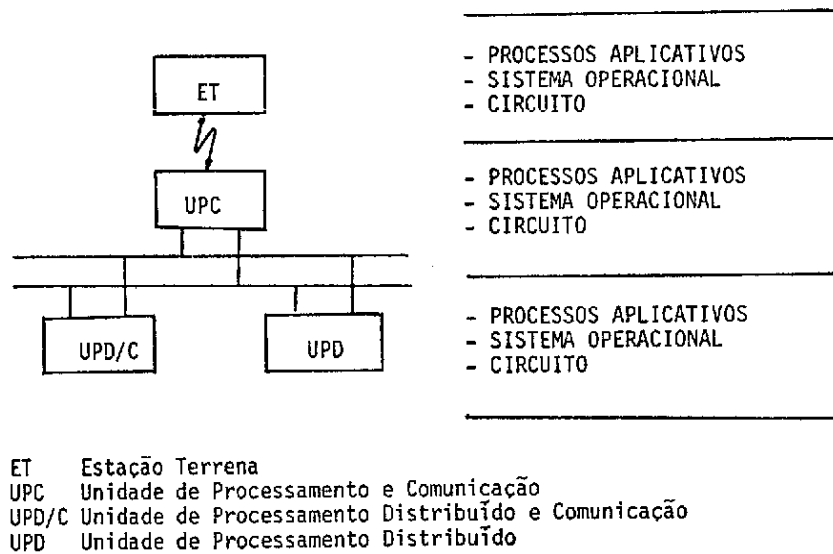 ET
UPC
UPD/C
UPD
- PROCESSOS APLICATIVOS
- SISTEMA OPERACIONAL
- CIRCUITO
- PROCESSOS APLICATIVOS
- SISTEMA OPERACIONAL
- CIRCUITO
- PROCESSOS APLICATIVOS
- SISTEMA OPERACIONAL
- CIRCUITO
ET Estação Terrena
UPC Unidade de Processamento e Comunicação
UPD/C Unidade de Processamento Distribuído e Comunicação
UPD Unidade de Processamento Distribuído